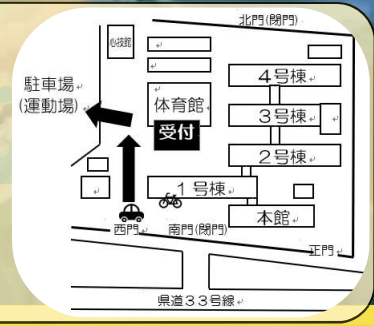 北門(閉門)
心技館
駐車場
(運動場)
体育館
受付
4号棟
3号棟
2号棟
1号棟
本館
西門
南門(閉門)
正門
県道33号線